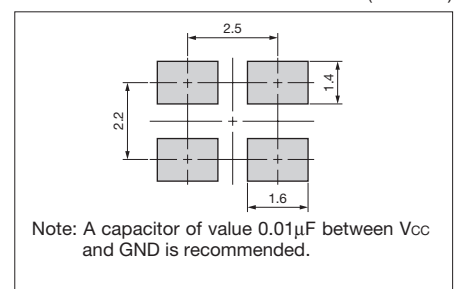 2.5
1.4
2.2
1.6
Note: A capacitor of value 0.01μF between Vcc
and GND is recommended.